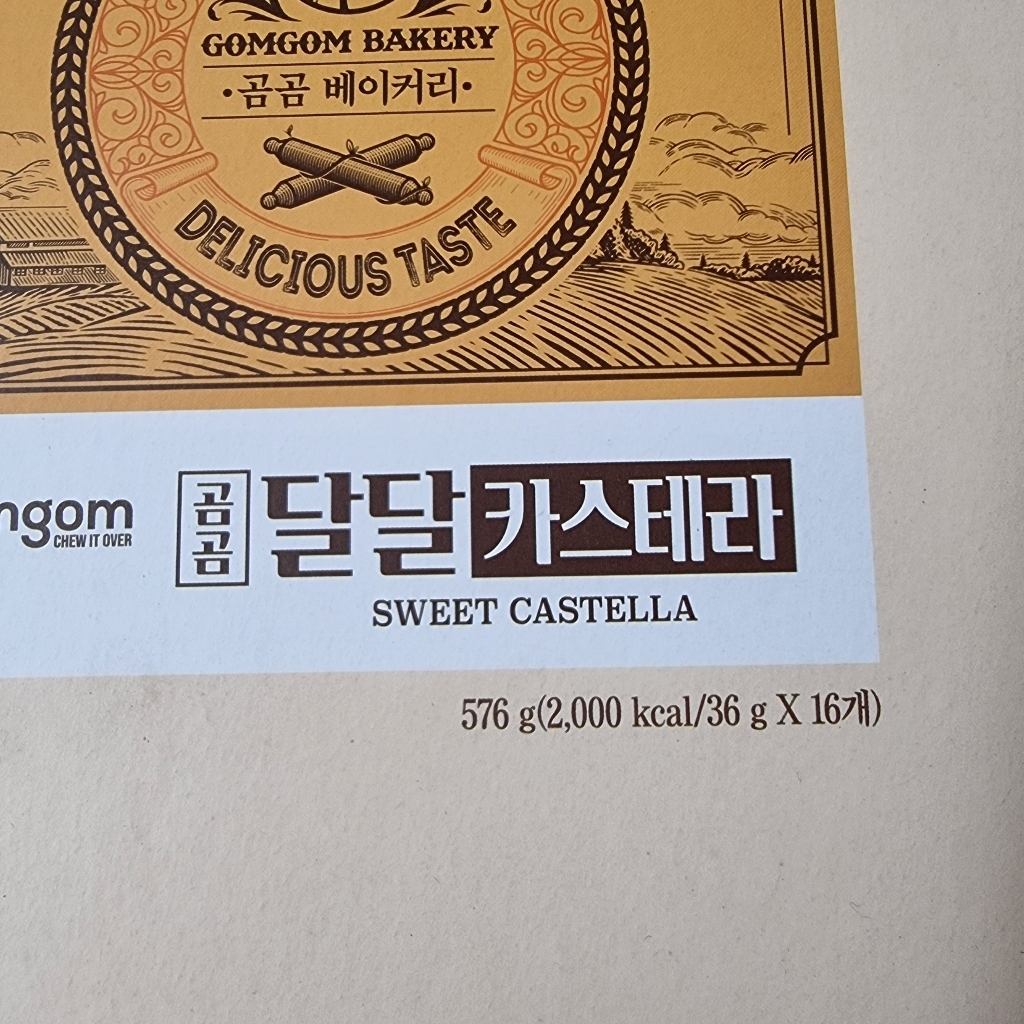 GOMGOM BAKERY
·곰곰 베이커리·
DELICIOUS TASTE
ngom
CHEW IT OVER
곰곰 달달 카스테라
SWEET CASTELLA
576 g(2,000 kcal/36 g X 16개)